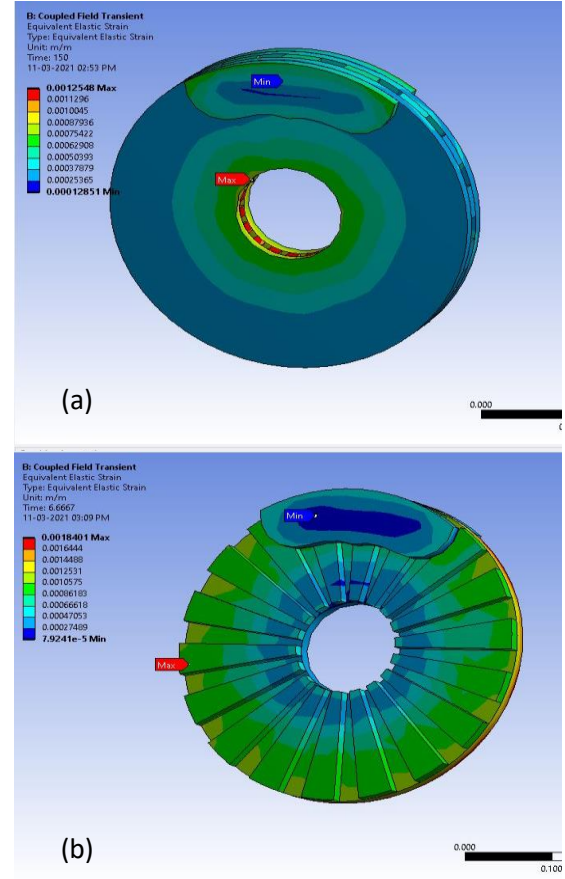 B: Coupled Field Transient
Equivalent Elastic Strain
Type: Equivalent Elastic Strain
Unit: m/m
Time: 150
11-03-2021 02:53 PM
0.0012548 Max
0.0011296
0.0010045
0.00087936
0.00075422
0.00062908
0.00050393
0.00037879
0.00025365
0.00012851 Min
Min
Max
(a)
0.000
B: Coupled Field Transient
Equivalent Elastic Strain
Type: Equivalent Elastic Strain
Unit: m/m
Time: 6.6667
11-03-2021 03:09 PM
0.0018401 Max
0.0016444
0.0014488
0.0012531
0.0010575
0.00086183
0.00066618
0.00047053
0.00027489
7.9241e-5 Min
Min
Max
(b)
0.000
0.100